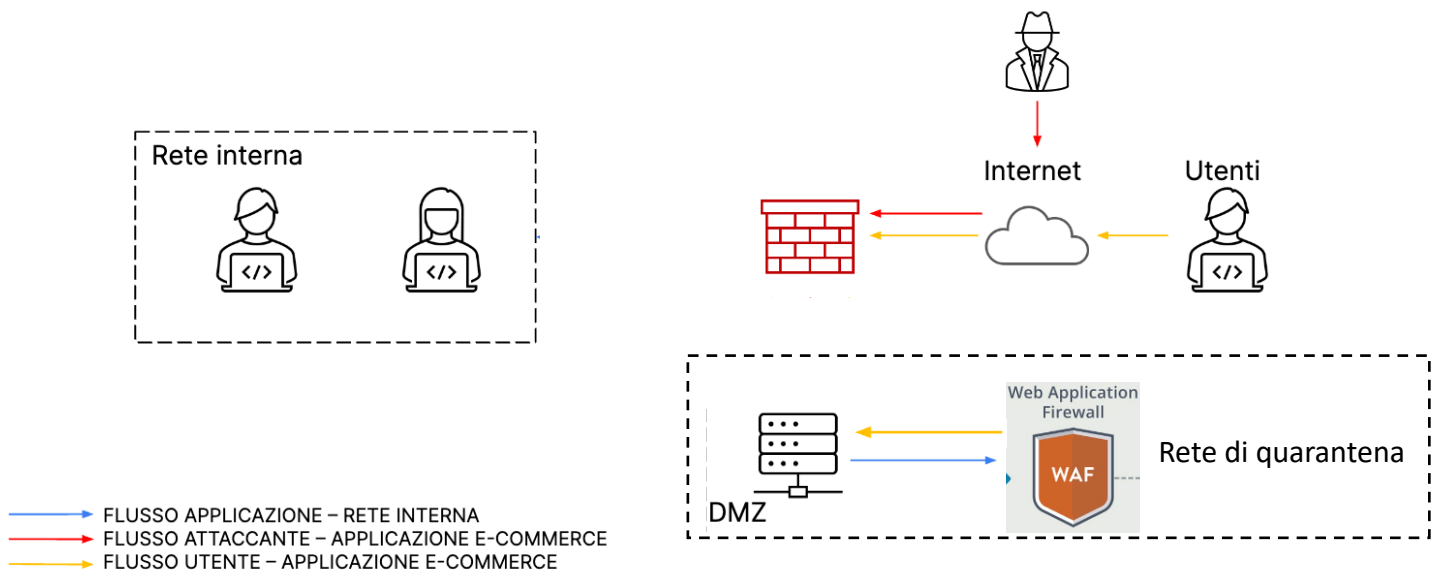 Rete interna
Internet
Utenti
</>
</>
</>
Web Application
Firewall
WAF
Rete di quarantena
DMZ
FLUSSO APPLICAZIONE – RETE INTERNA
FLUSSO ATTACCANTE – APPLICAZIONE E-COMMERCE
FLUSSO UTENTE – APPLICAZIONE E-COMMERCE